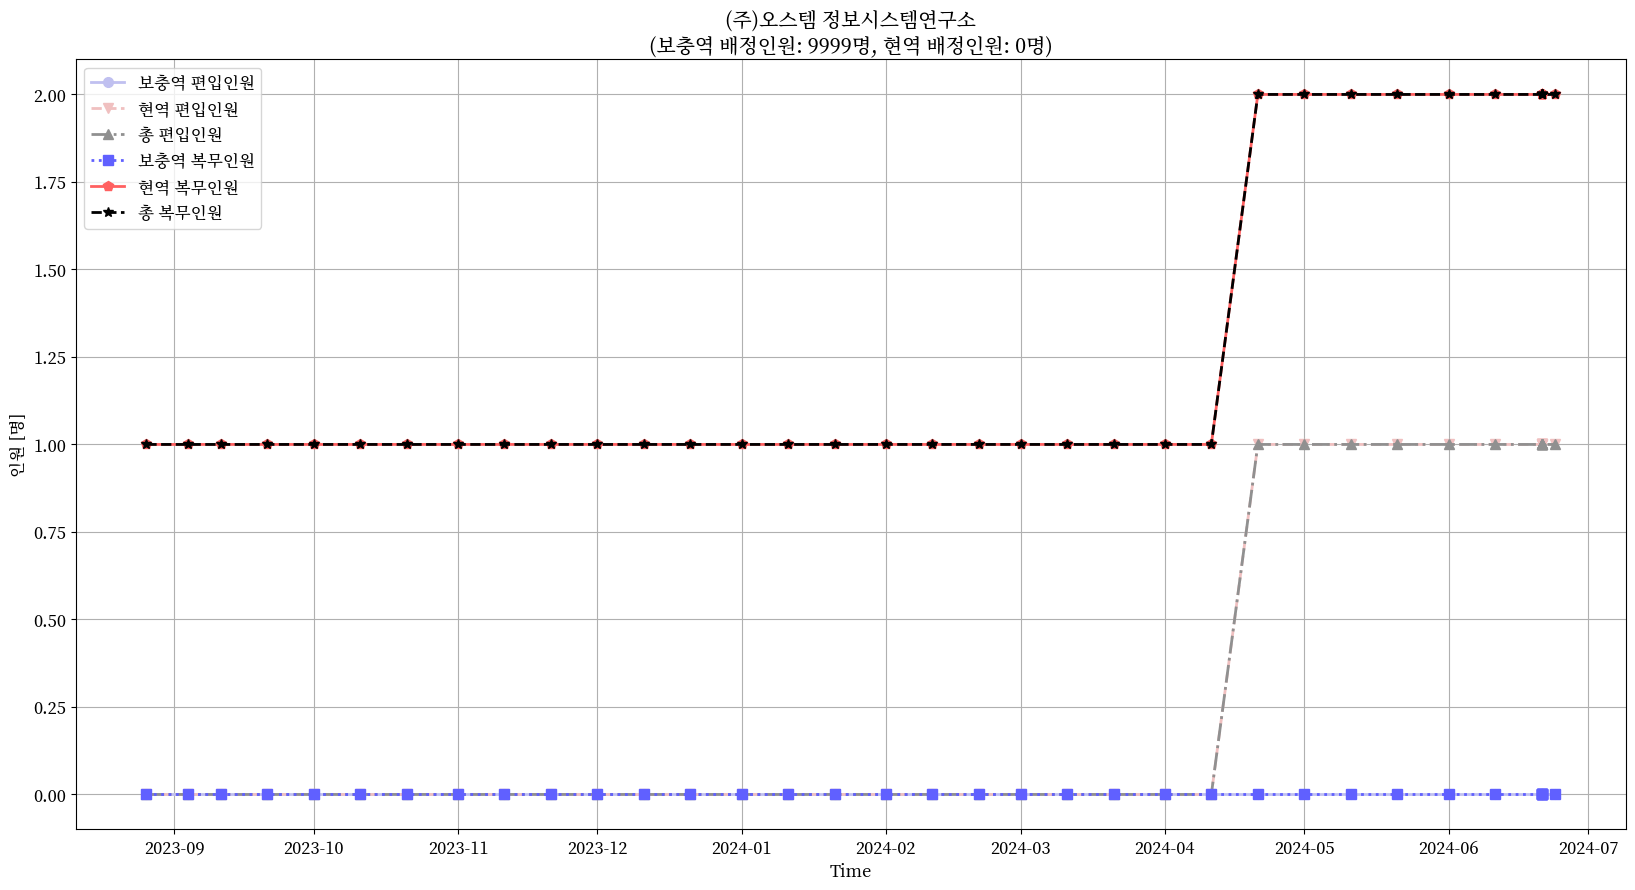 (주)오스템 정보시스템연구소
(보충역 배정인원: 9999명, 현역 배정인원: 0명)
보충역 편입인원
현역 편입인원
총 편입인원
보충역 복무인원
현역 복무인원
총 복무인원
2.00
1.75
1.50
1.25
1.00
0.75
0.50
0.25
0.00
인원 [명]
2023-09
2023-10
2023-11
2023-12
2024-01
2024-02
2024-03
2024-04
2024-05
2024-06
2024-07
Time